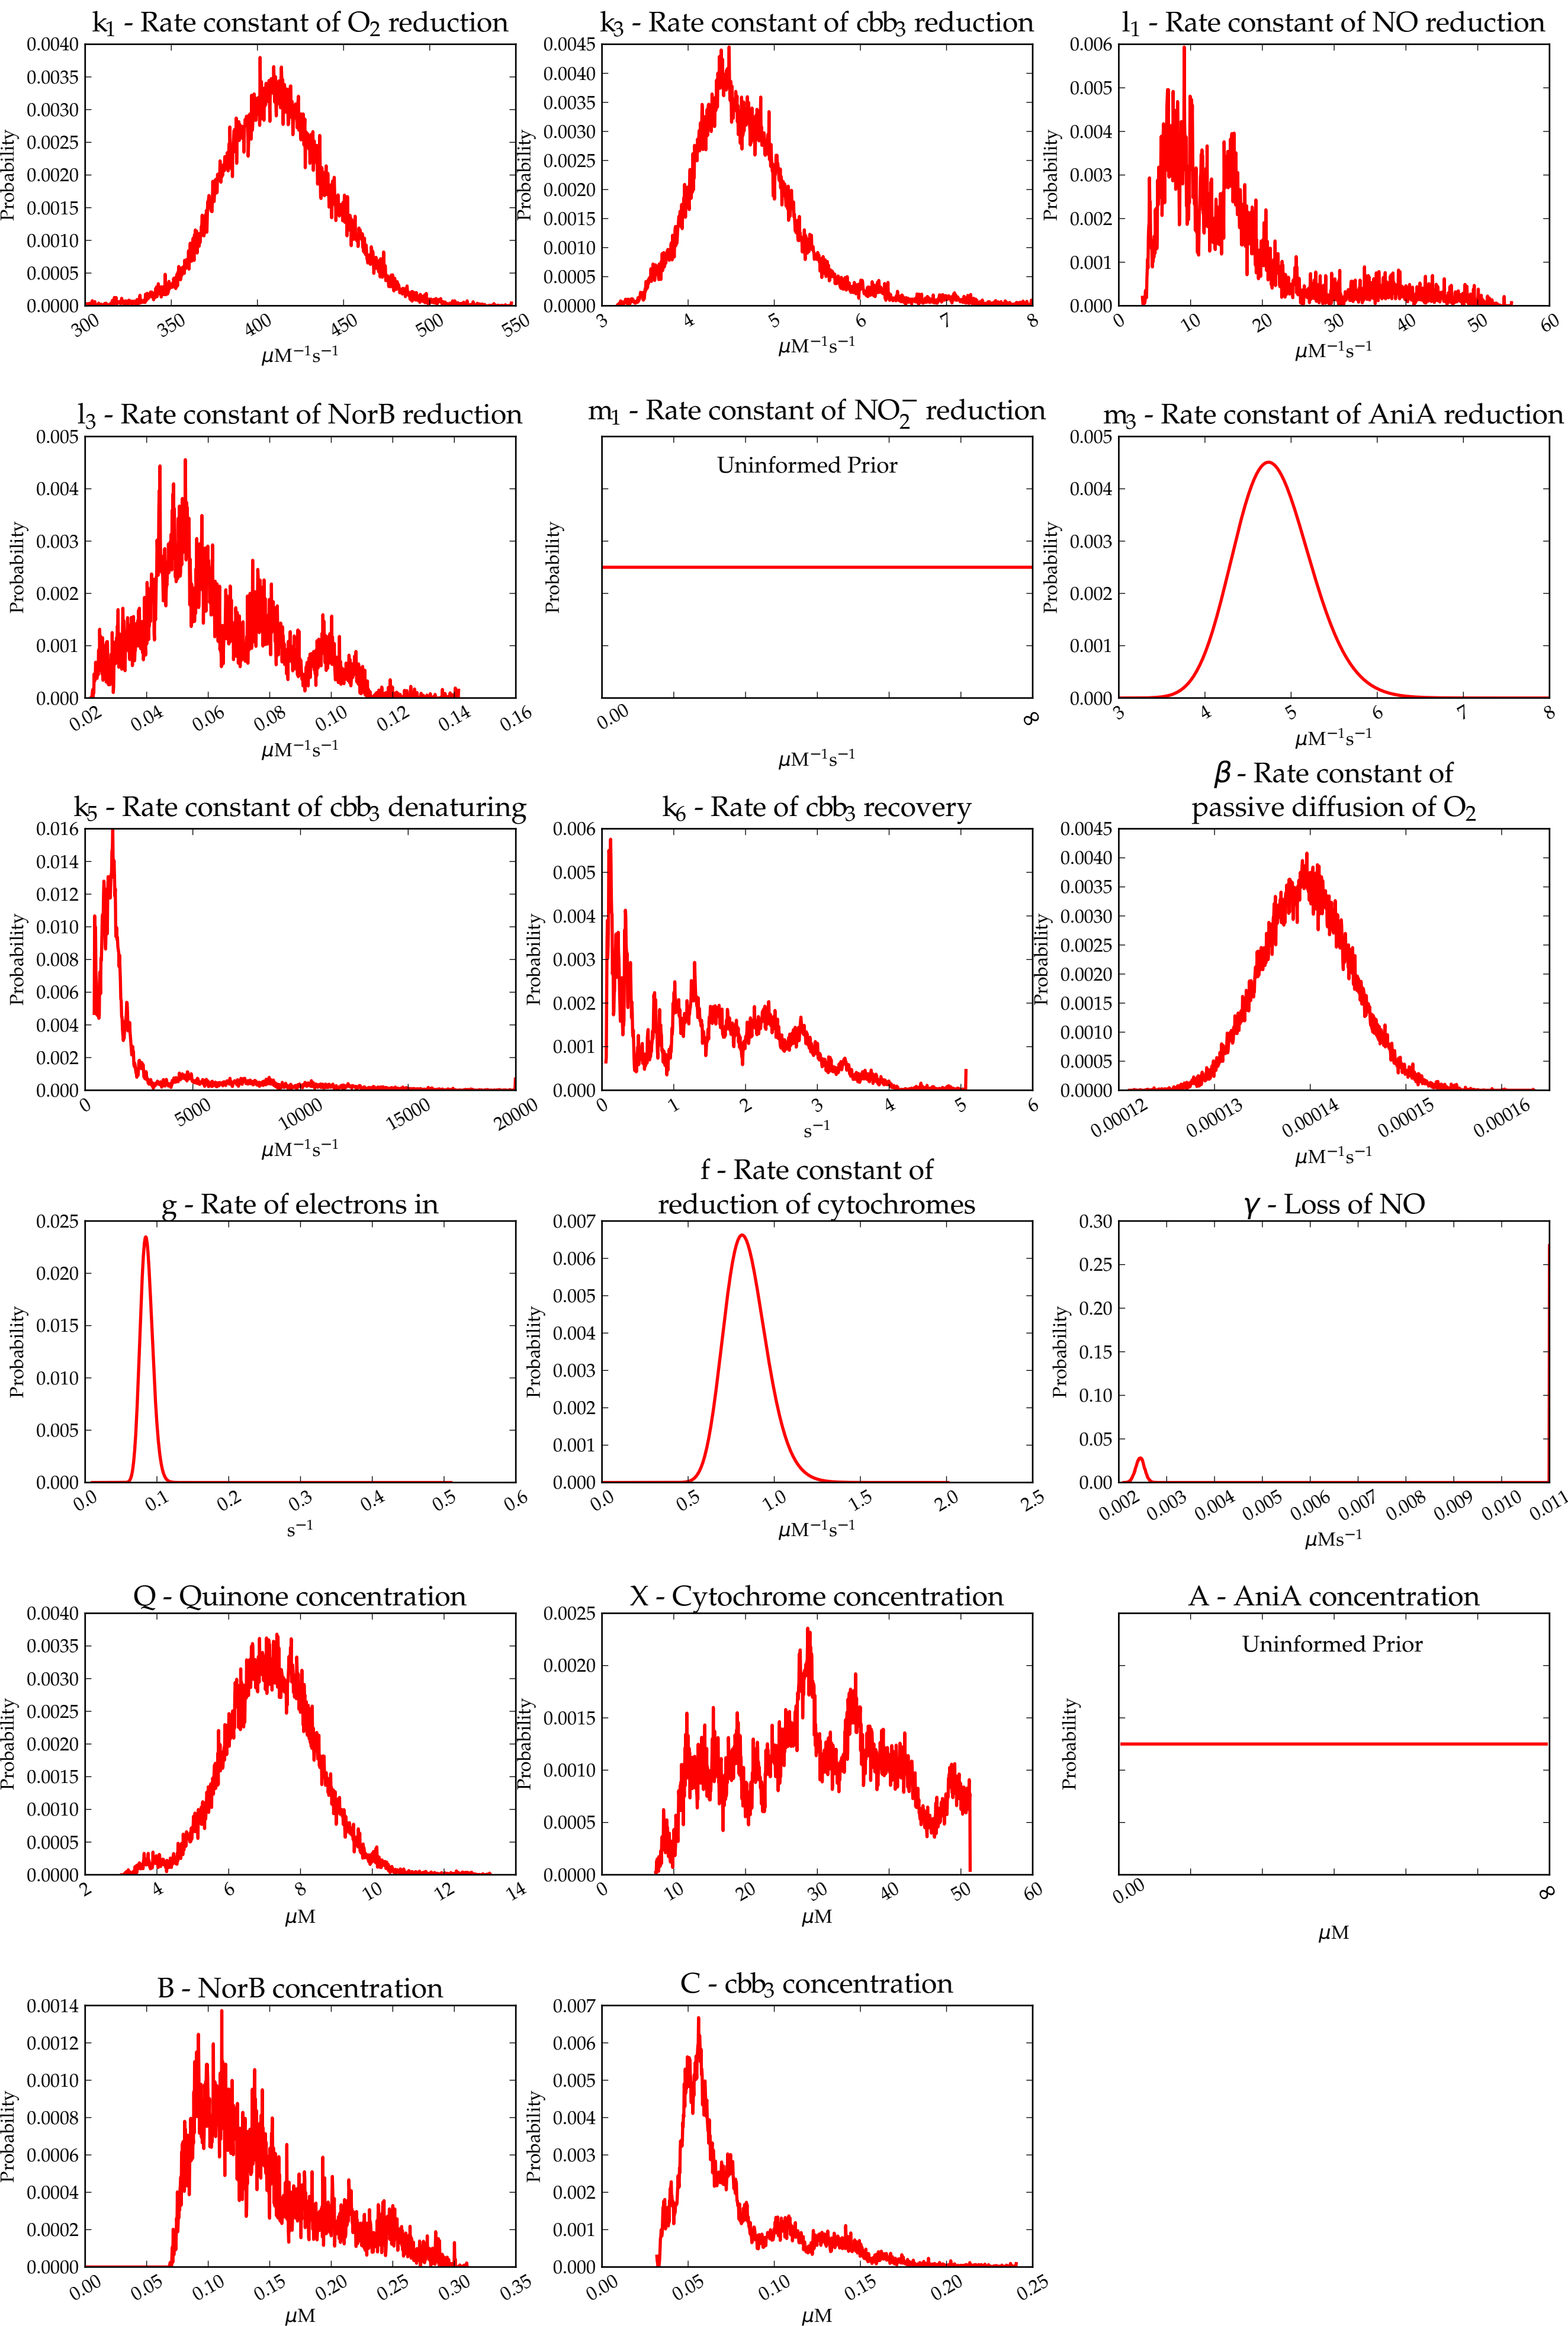 k₁ - Rate constant of O₂ reduction
0.0040
0.0035
0.0030
0.0025
0.0020
0.0015
0.0010
0.0005
0.0000
Probability
300 350 400 450 500 550
μM⁻¹s⁻¹
k₃ - Rate constant of cbb₃ reduction
0.0045
0.0040
0.0035
0.0030
0.0025
0.0020
0.0015
0.0010
0.0005
0.0000
Probability
3 4 5 6 7 8
μM⁻¹s⁻¹
l₁ - Rate constant of NO reduction
0.006
0.005
0.004
0.003
0.002
0.001
0.000
Probability
0 10 20 30 40 50 60
μM⁻¹s⁻¹
l₃ - Rate constant of NorB reduction
0.005
0.004
0.003
0.002
0.001
0.000
Probability
0.02 0.04 0.06 0.08 0.10 0.12 0.14 0.16
μM⁻¹s⁻¹
m₁ - Rate constant of NO₂⁻ reduction
Uninformed Prior
Probability
0.00 ∞
μM⁻¹s⁻¹
m₃ - Rate constant of AniA reduction
0.005
0.004
0.003
0.002
0.001
0.000
Probability
3 4 5 6 7 8
μM⁻¹s⁻¹
k₅ - Rate constant of cbb₃ denaturing
0.016
0.014
0.012
0.010
0.008
0.006
0.004
0.002
0.000
Probability
0 5000 10000 15000 20000
μM⁻¹s⁻¹
k₆ - Rate of cbb₃ recovery
0.006
0.005
0.004
0.003
0.002
0.001
0.000
Probability
0 1 2 3 4 5 6
s⁻¹
β - Rate constant of
passive diffusion of O₂
0.0045
0.0040
0.0035
0.0030
0.0025
0.0020
0.0015
0.0010
0.0005
0.0000
Probability
0.00012 0.00013 0.00014 0.00015 0.00016
μM⁻¹s⁻¹
g - Rate of electrons in
0.025
0.020
0.015
0.010
0.005
0.000
Probability
0.0 0.1 0.2 0.3 0.4 0.5 0.6
s⁻¹
f - Rate constant of
reduction of cytochromes
0.007
0.006
0.005
0.004
0.003
0.002
0.001
0.000
Probability
0.0 0.5 1.0 1.5 2.0 2.5
μM⁻¹s⁻¹
γ - Loss of NO
0.30
0.25
0.20
0.15
0.10
0.05
0.00
Probability
0.002 0.003 0.004 0.005 0.006 0.007 0.008 0.009 0.010 0.011
μMs⁻¹
Q - Quinone concentration
0.0040
0.0035
0.0030
0.0025
0.0020
0.0015
0.0010
0.0005
0.0000
Probability
2 4 6 8 10 12 14
μM
X - Cytochrome concentration
0.0025
0.0020
0.0015
0.0010
0.0005
0.0000
Probability
0 10 20 30 40 50 60
μM
A - AniA concentration
Uninformed Prior
Probability
0.00 ∞
μM
B - NorB concentration
0.0014
0.0012
0.0010
0.0008
0.0006
0.0004
0.0002
0.0000
Probability
0.00 0.05 0.10 0.15 0.20 0.25 0.30 0.35
μM
C - cbb₃ concentration
0.007
0.006
0.005
0.004
0.003
0.002
0.001
0.000
Probability
0.00 0.05 0.10 0.15 0.20 0.25
μM